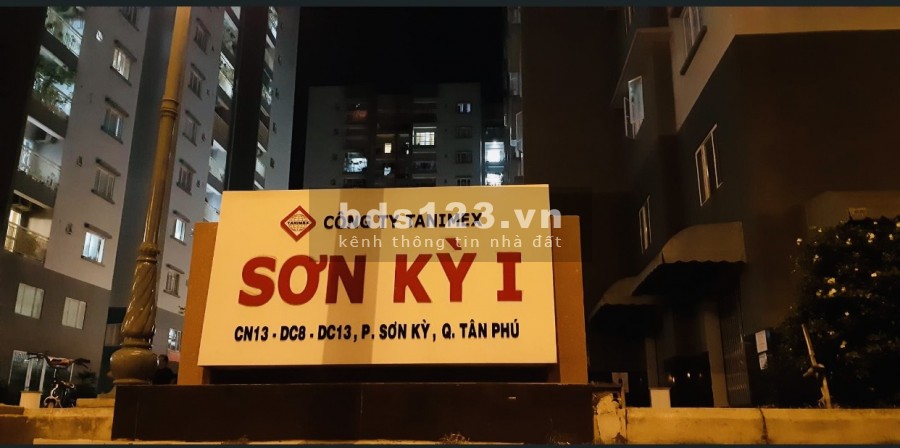 TANIMEX
CÔNG TY TANIMEX
bds123.vn
kênh thông tin nhà đất
SƠN KỲ I
CN13 - DC8 - DC13, P. SƠN KỲ, Q. TÂN PHÚ